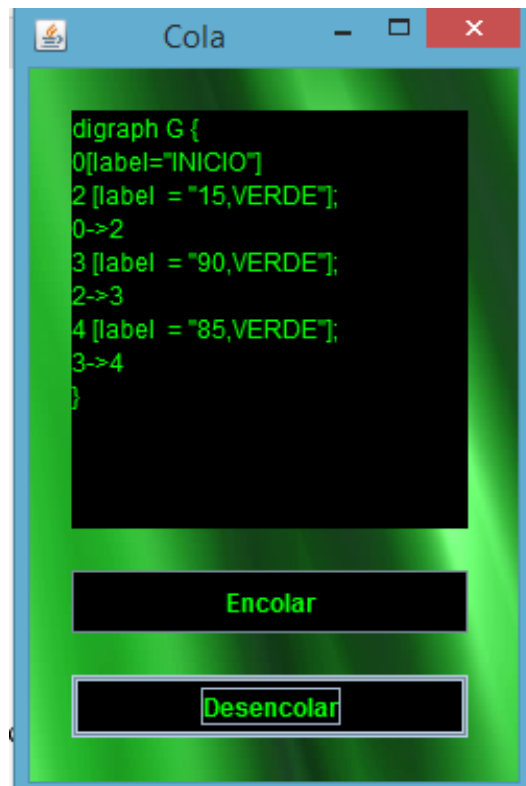 Cola
digraph G {
0[label="INICIO"]
2 [label  = "15,VERDE"];
0->2
3 [label  = "90,VERDE"];
2->3
4 [label  = "85,VERDE"];
3->4
}
Encolar
Desencolar